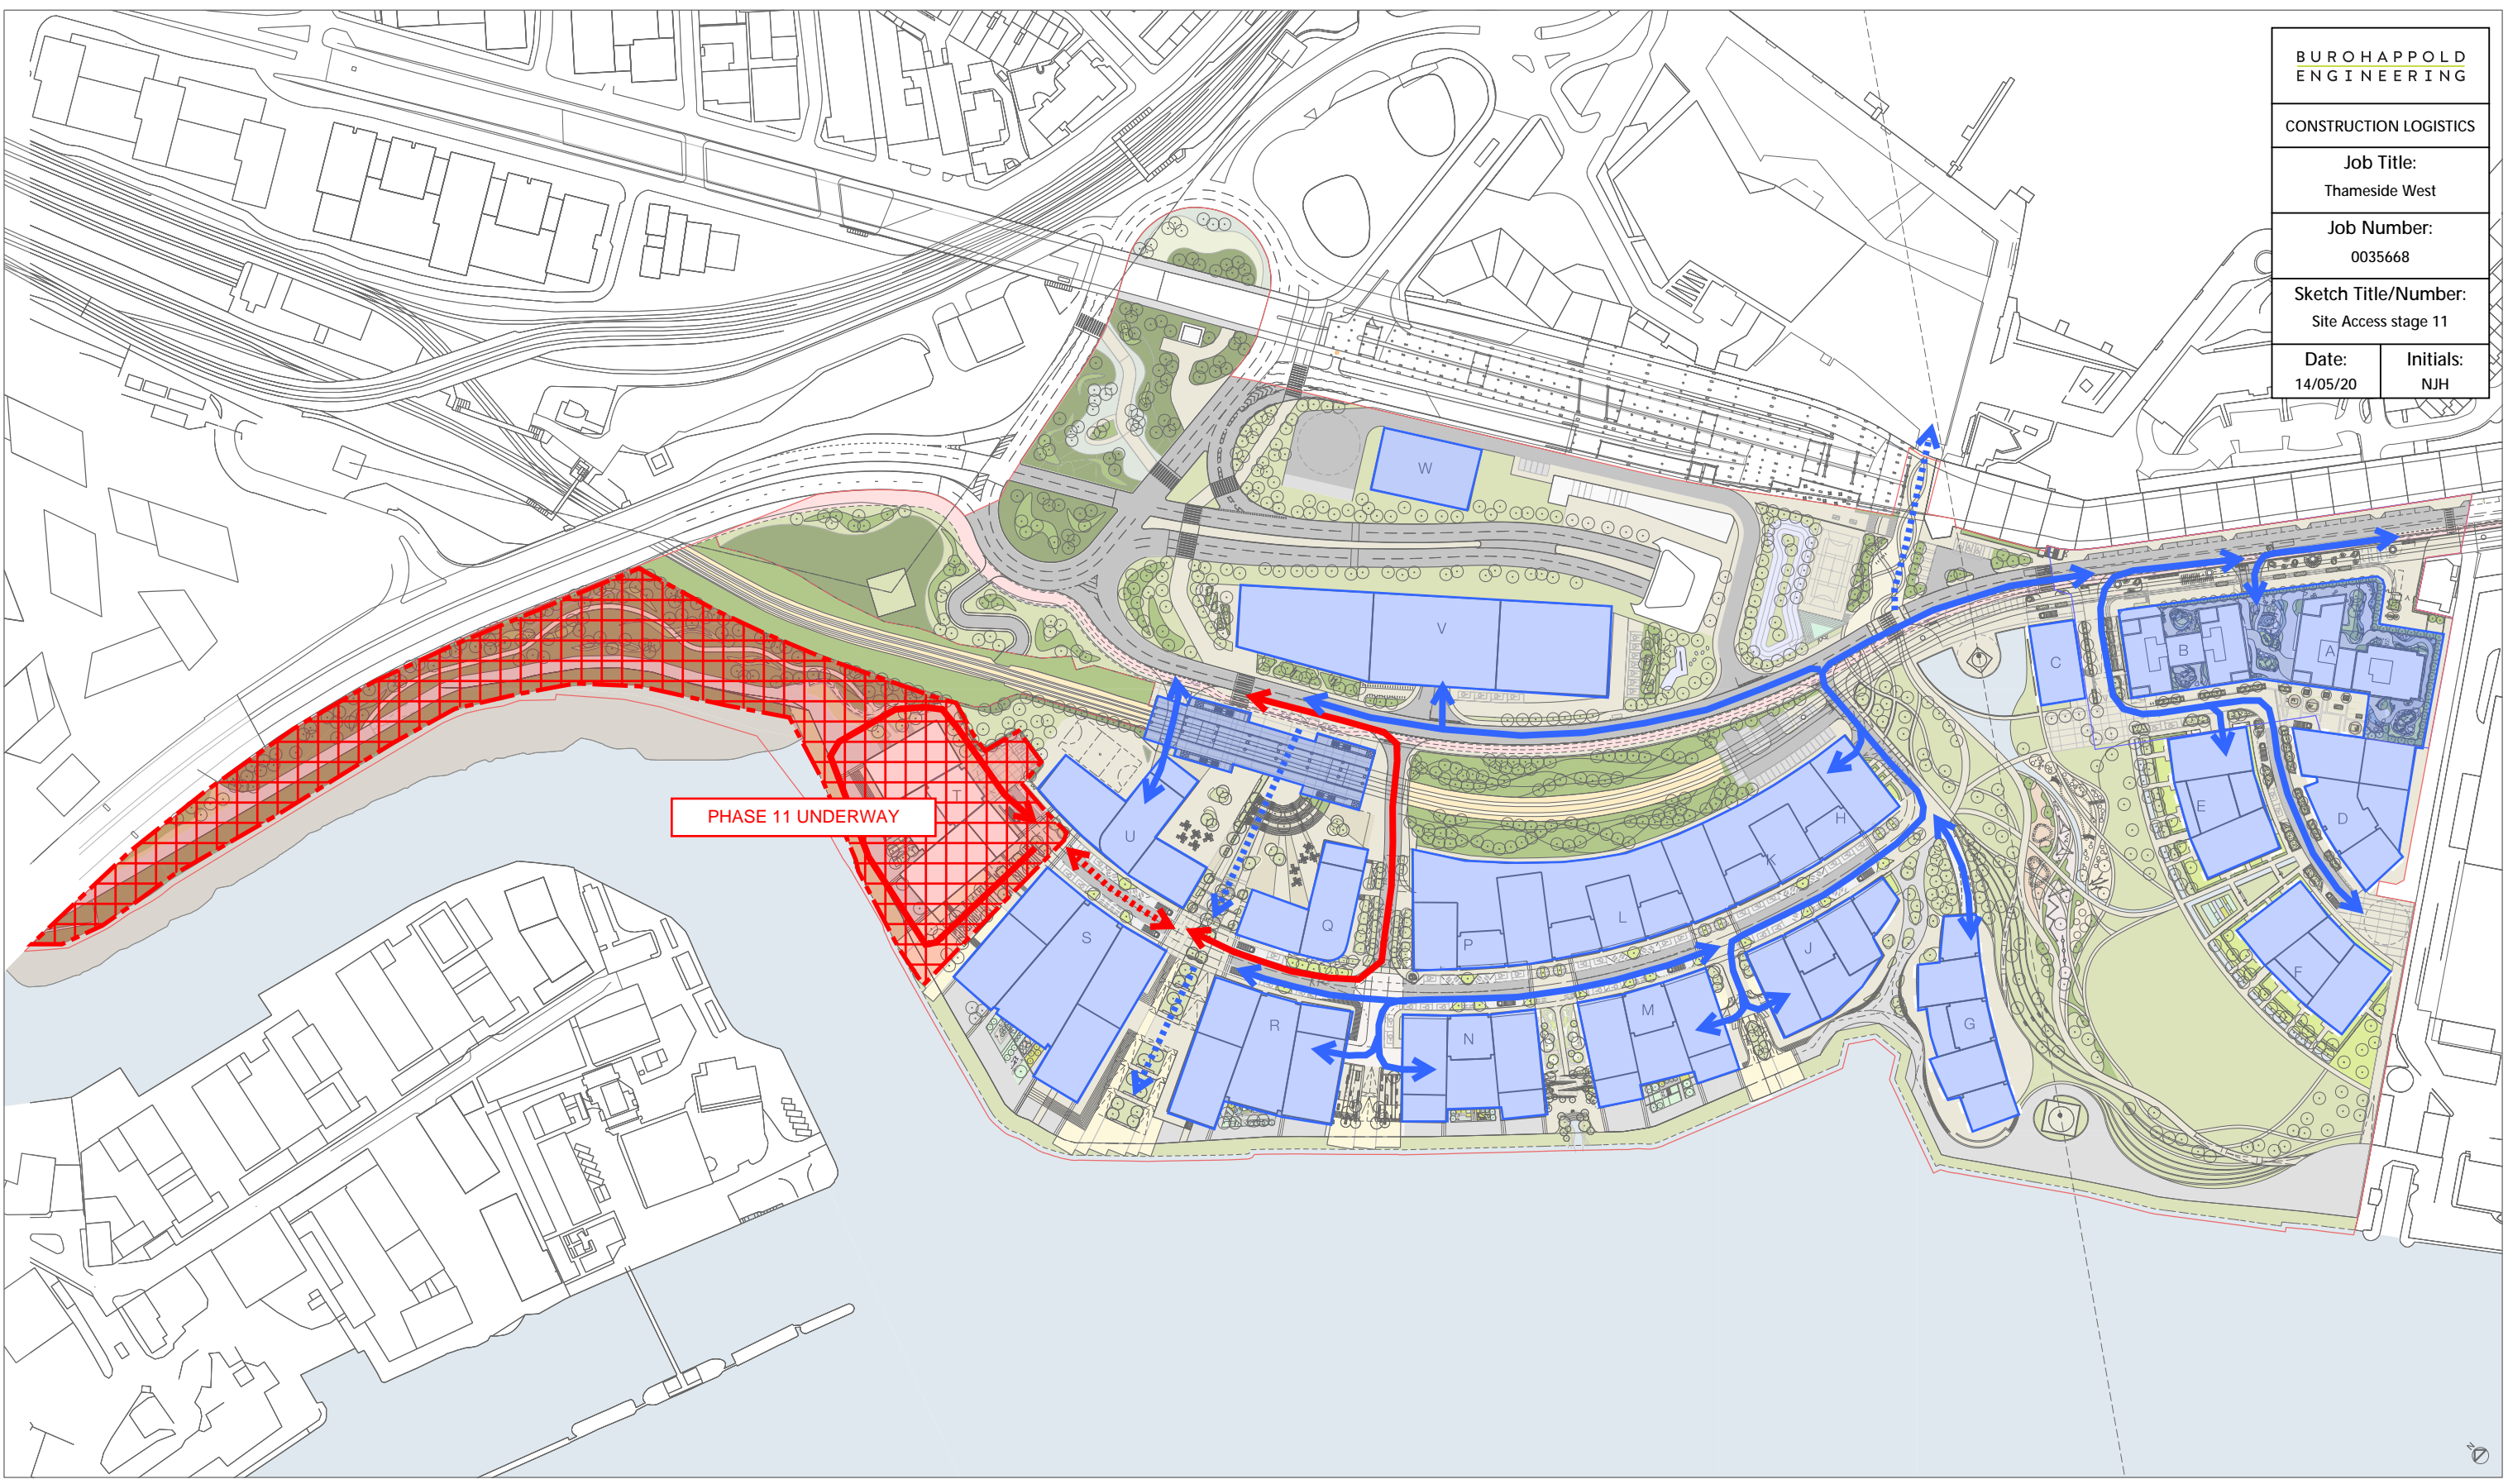 BUROHAPPOLD
ENGINEERING
CONSTRUCTION LOGISTICS
Job Title:
Thameside West
Job Number:
0035668
Sketch Title/Number:
Site Access stage 11
Date:
14/05/20
Initials:
NJH
W
V
C
B
A
T
PHASE 11 UNDERWAY
U
H
K
E
D
Q
L
P
S
J
F
R
N
M
G
N